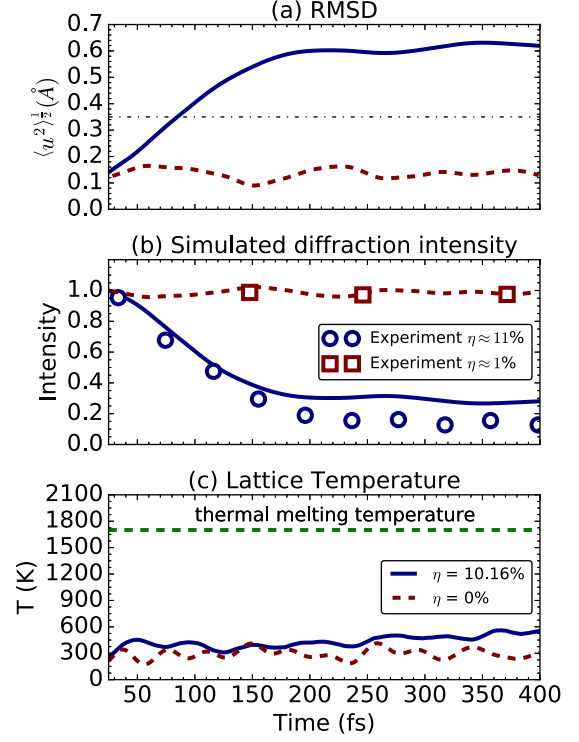 (a) RMSD
0.7
0.6
0.5
0.4
0.3
0.2
0.1
0.0
⟨u²⟩^{1/2}(Å)
(b) Simulated diffraction intensity
1.0
0.8
0.6
0.4
0.2
0.0
Intensity
Experiment η≈11%
Experiment η≈1%
(c) Lattice Temperature
2100
1800
1500
1200
900
600
300
0
T (K)
thermal melting temperature
η = 10.16%
η = 0%
50 100 150 200 250 300 350 400
Time (fs)